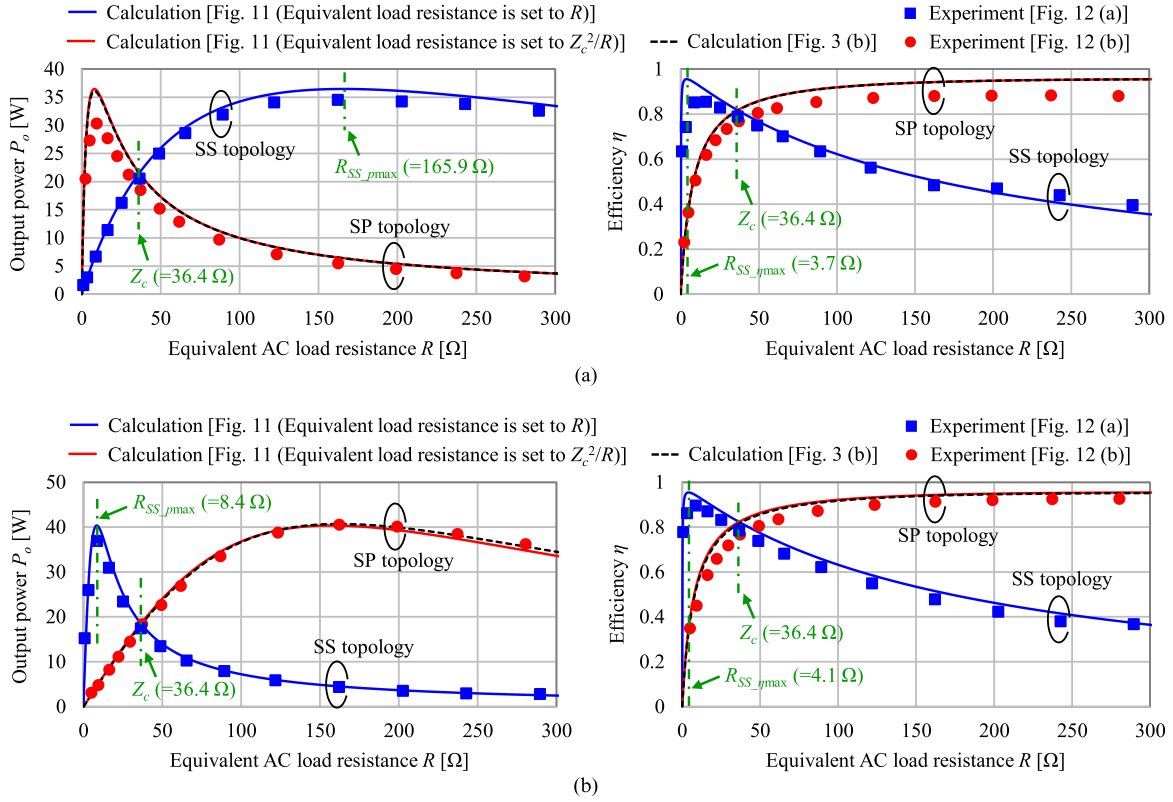 Calculation [Fig. 11 (Equivalent load resistance is set to R)]
Experiment [Fig. 12 (a)]
Calculation [Fig. 11 (Equivalent load resistance is set to Zc²/R)]
Calculation [Fig. 3 (b)]
Experiment [Fig. 12 (b)]
Output power Po [W]
40
35
30
25
20
15
10
5
0
SS topology
RSS_pmax (=165.9 Ω)
SP topology
Zc (=36.4 Ω)
0 50 100 150 200 250 300
Equivalent AC load resistance R [Ω]
Efficiency η
1
0.8
0.6
0.4
0.2
0
SP topology
SS topology
Zc (=36.4 Ω)
RSS_ηmax (=3.7 Ω)
0 50 100 150 200 250 300
Equivalent AC load resistance R [Ω]
(a)
Calculation [Fig. 11 (Equivalent load resistance is set to R)]
Experiment [Fig. 12 (a)]
Calculation [Fig. 11 (Equivalent load resistance is set to Zc²/R)]
Calculation [Fig. 3 (b)]
Experiment [Fig. 12 (b)]
Output power Po [W]
50
40
30
20
10
0
RSS_pmax (=8.4 Ω)
SP topology
SS topology
Zc (=36.4 Ω)
0 50 100 150 200 250 300
Equivalent AC load resistance R [Ω]
Efficiency η
1
0.8
0.6
0.4
0.2
0
SP topology
SS topology
Zc (=36.4 Ω)
RSS_ηmax (=4.1 Ω)
0 50 100 150 200 250 300
Equivalent AC load resistance R [Ω]
(b)